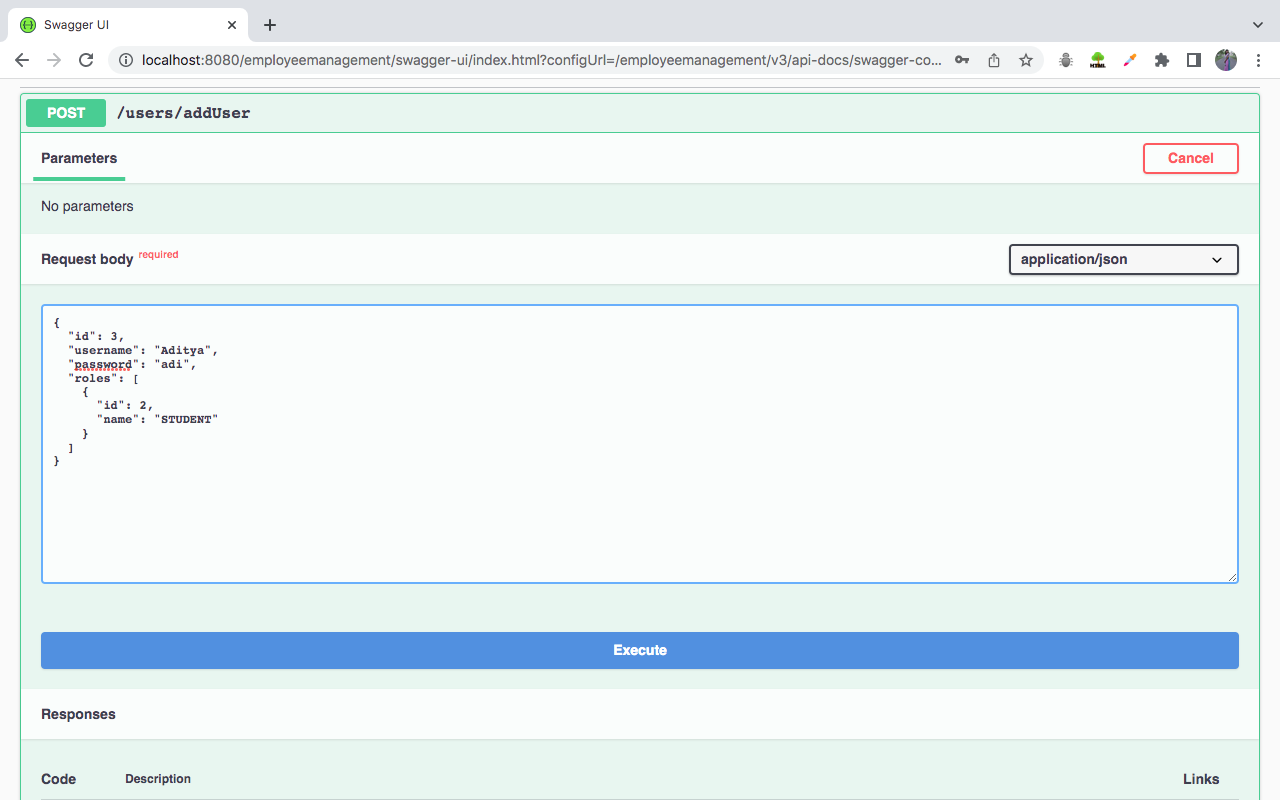 Swagger UI
localhost:8080/employeemanagement/swagger-ui/index.html?configUrl=/employeemanagement/v3/api-docs/swagger-co...
HTML
POST /users/addUser
Parameters
Cancel
No parameters
Request body required
application/json
{
  "id": 3,
  "username": "Aditya",
  "password": "adi",
  "roles": [
    {
      "id": 2,
      "name": "STUDENT"
    }
  ]
}
Execute
Responses
Code Description Links